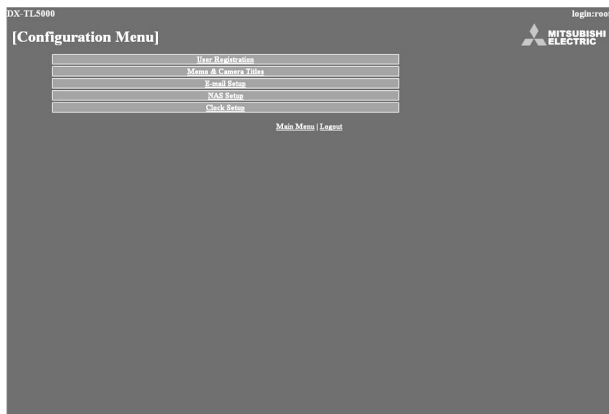 DX-TL5000
login:root
[Configuration Menu]
MITSUBISHI
ELECTRIC
User Registration
Memo & Camera Titles
E-mail Setup
NAS Setup
Clock Setup
Main Menu | Logout